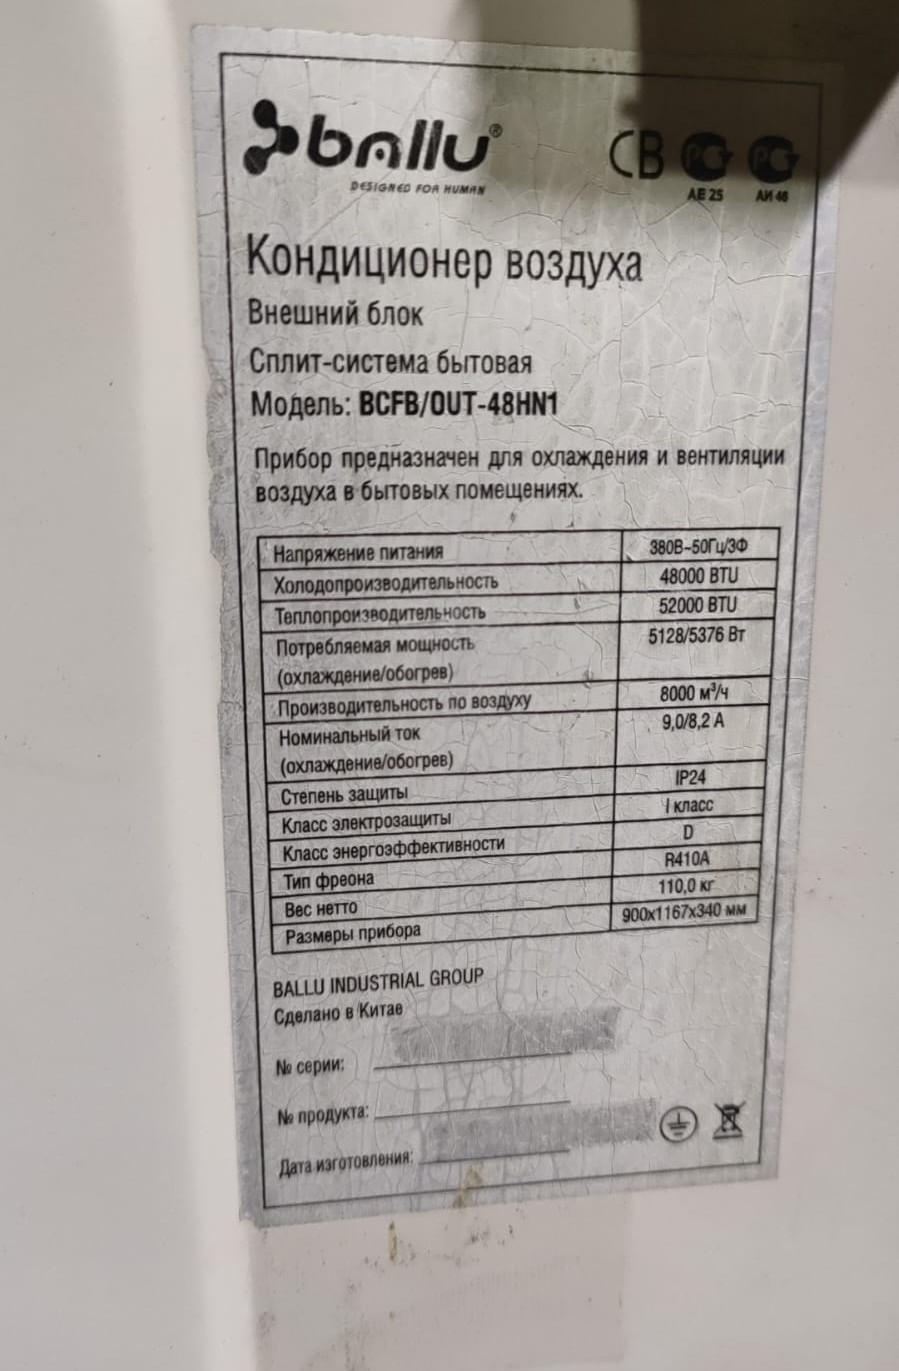 ballu®
DESIGNED FOR HUMAN
CB PC PC
АЕ 25 АИ 46
Кондиционер воздуха
Внешний блок
Сплит-система бытовая
Модель: BCFB/OUT-48HN1
Прибор предназначен для охлаждения и вентиляции
воздуха в бытовых помещениях.
Напряжение питания 380В~50Гц/3Ф
Холодопроизводительность 48000 BTU
Теплопроизводительность 52000 BTU
Потребляемая мощность 5128/5376 Вт
(охлаждение/обогрев)
Производительность по воздуху 8000 м³/ч
Номинальный ток 9,0/8,2 А
(охлаждение/обогрев)
Степень защиты IP24
Класс электрозащиты I класс
Класс энергоэффективности D
Тип фреона R410A
Вес нетто 110,0 кг
Размеры прибора 900х1167х340 мм
BALLU INDUSTRIAL GROUP
Сделано в Китае
№ серии:
№ продукта:
Дата изготовления: